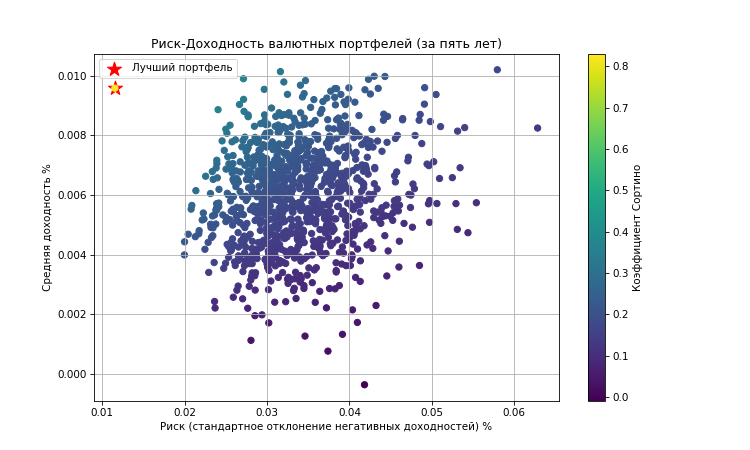 Риск-Доходность валютных портфелей (за пять лет)
Лучший портфель
0.010
0.008
0.006
0.004
0.002
0.000
Средняя доходность %
0.01 0.02 0.03 0.04 0.05 0.06
Риск (стандартное отклонение негативных доходностей) %
0.8
0.7
0.6
0.5
0.4
0.3
0.2
0.1
0.0
Коэффициент Сортино